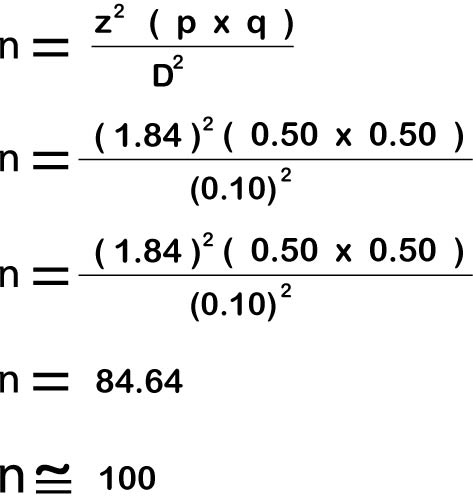 n = z² ( p x q ) / D²
n = ( 1.84 )² ( 0.50 x 0.50 ) / (0.10)²
n = ( 1.84 )² ( 0.50 x 0.50 ) / (0.10)²
n = 84.64
n ≅ 100